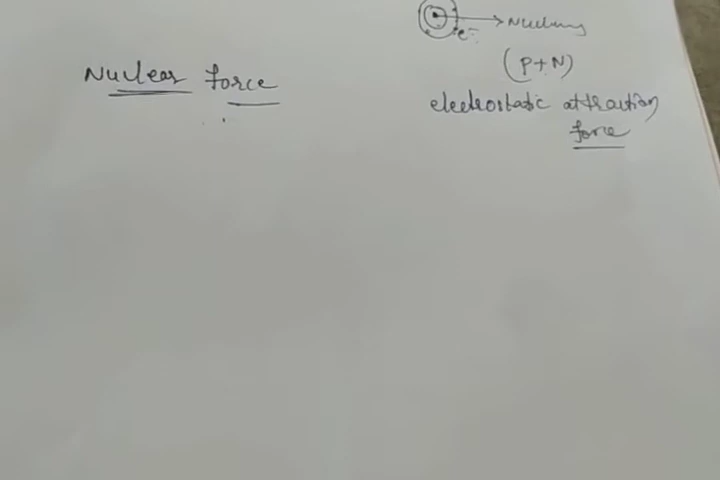 Nucleus
e-
(P+N)
Nuclear force
electrostatic attraction
force